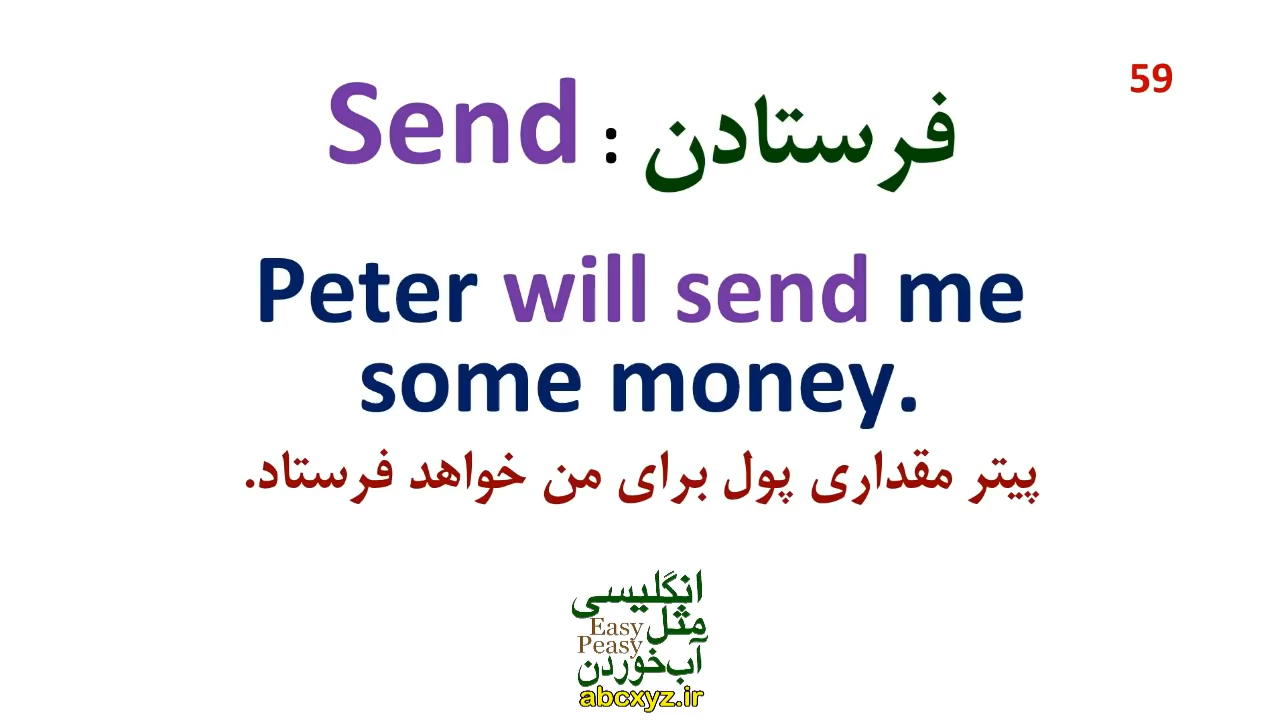 59
Send : فرستادن
Peter will send me
some money.
پیتر مقداری پول برای من خواهد فرستاد.
انگلیسی
مثل
Easy
Peasy
آب‌خوردن
abcxyz.ir